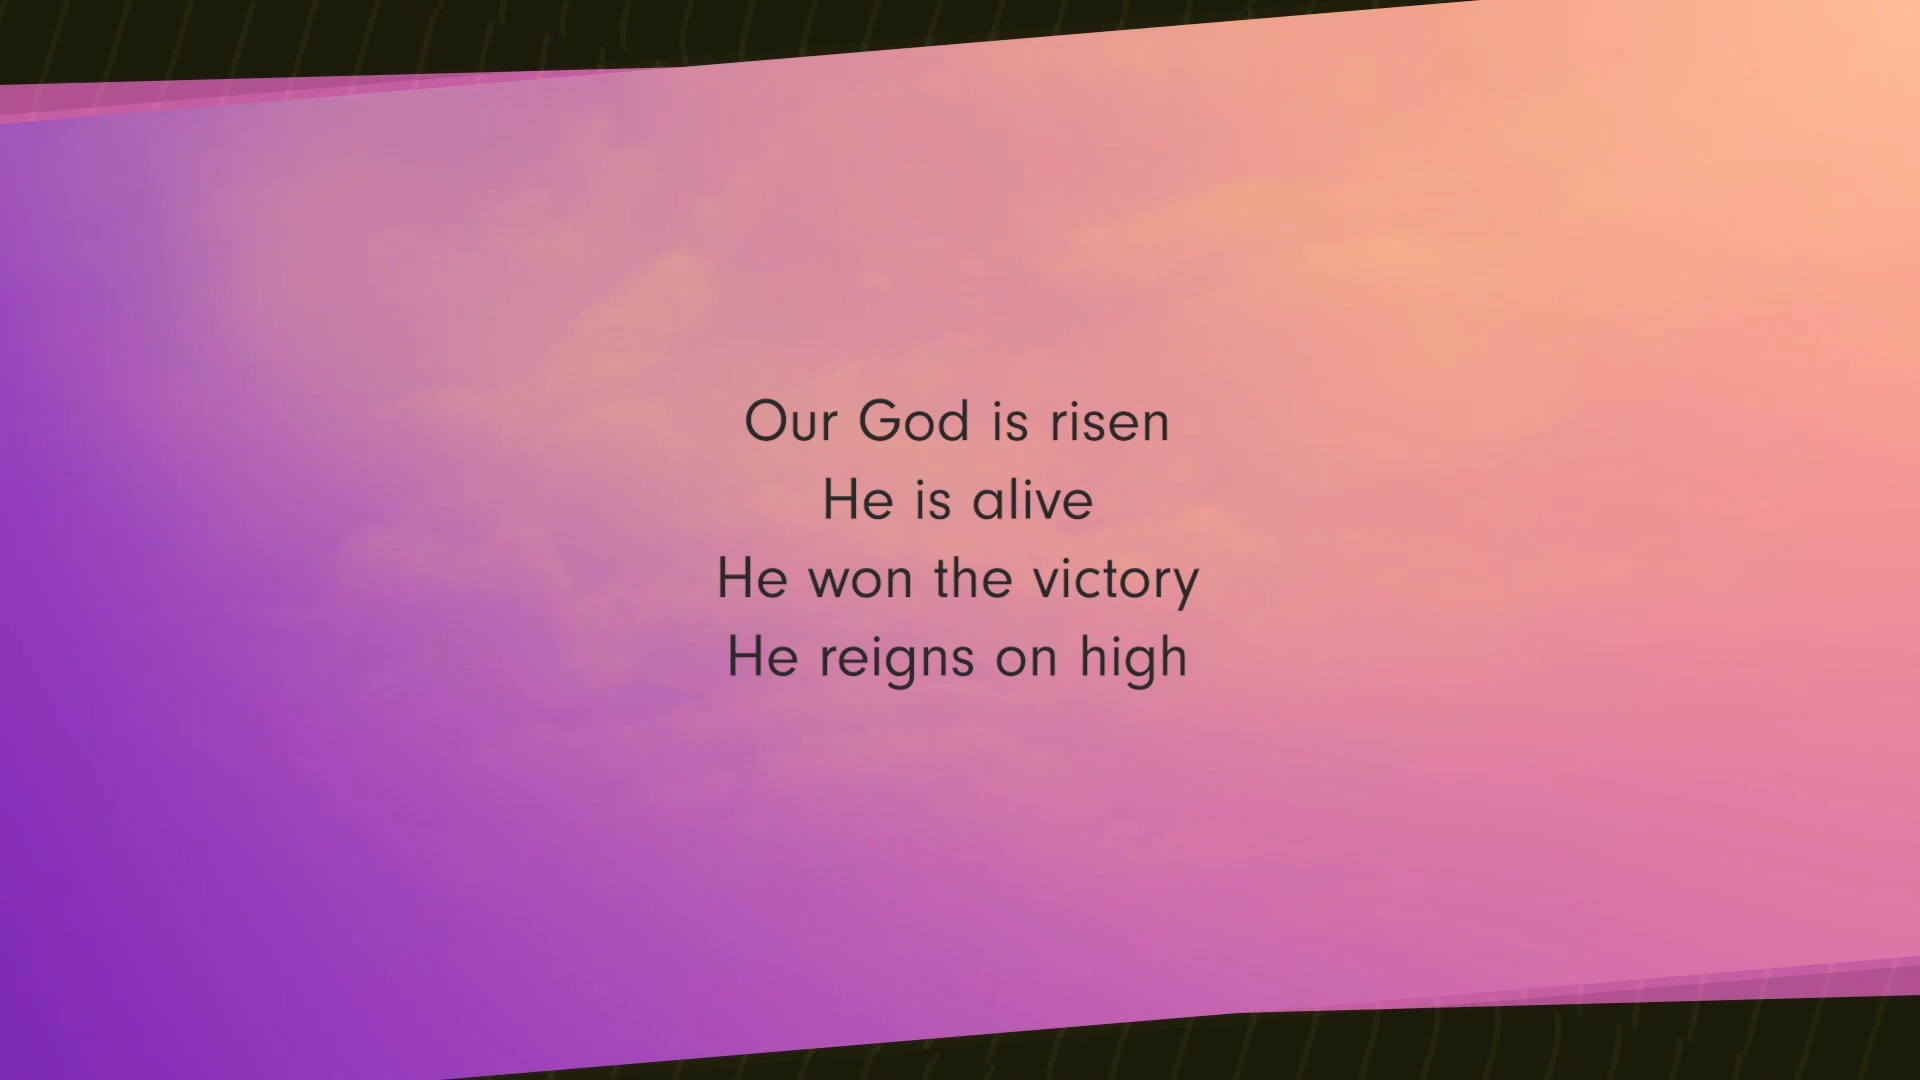 Our God is risen
He is alive
He won the victory
He reigns on high